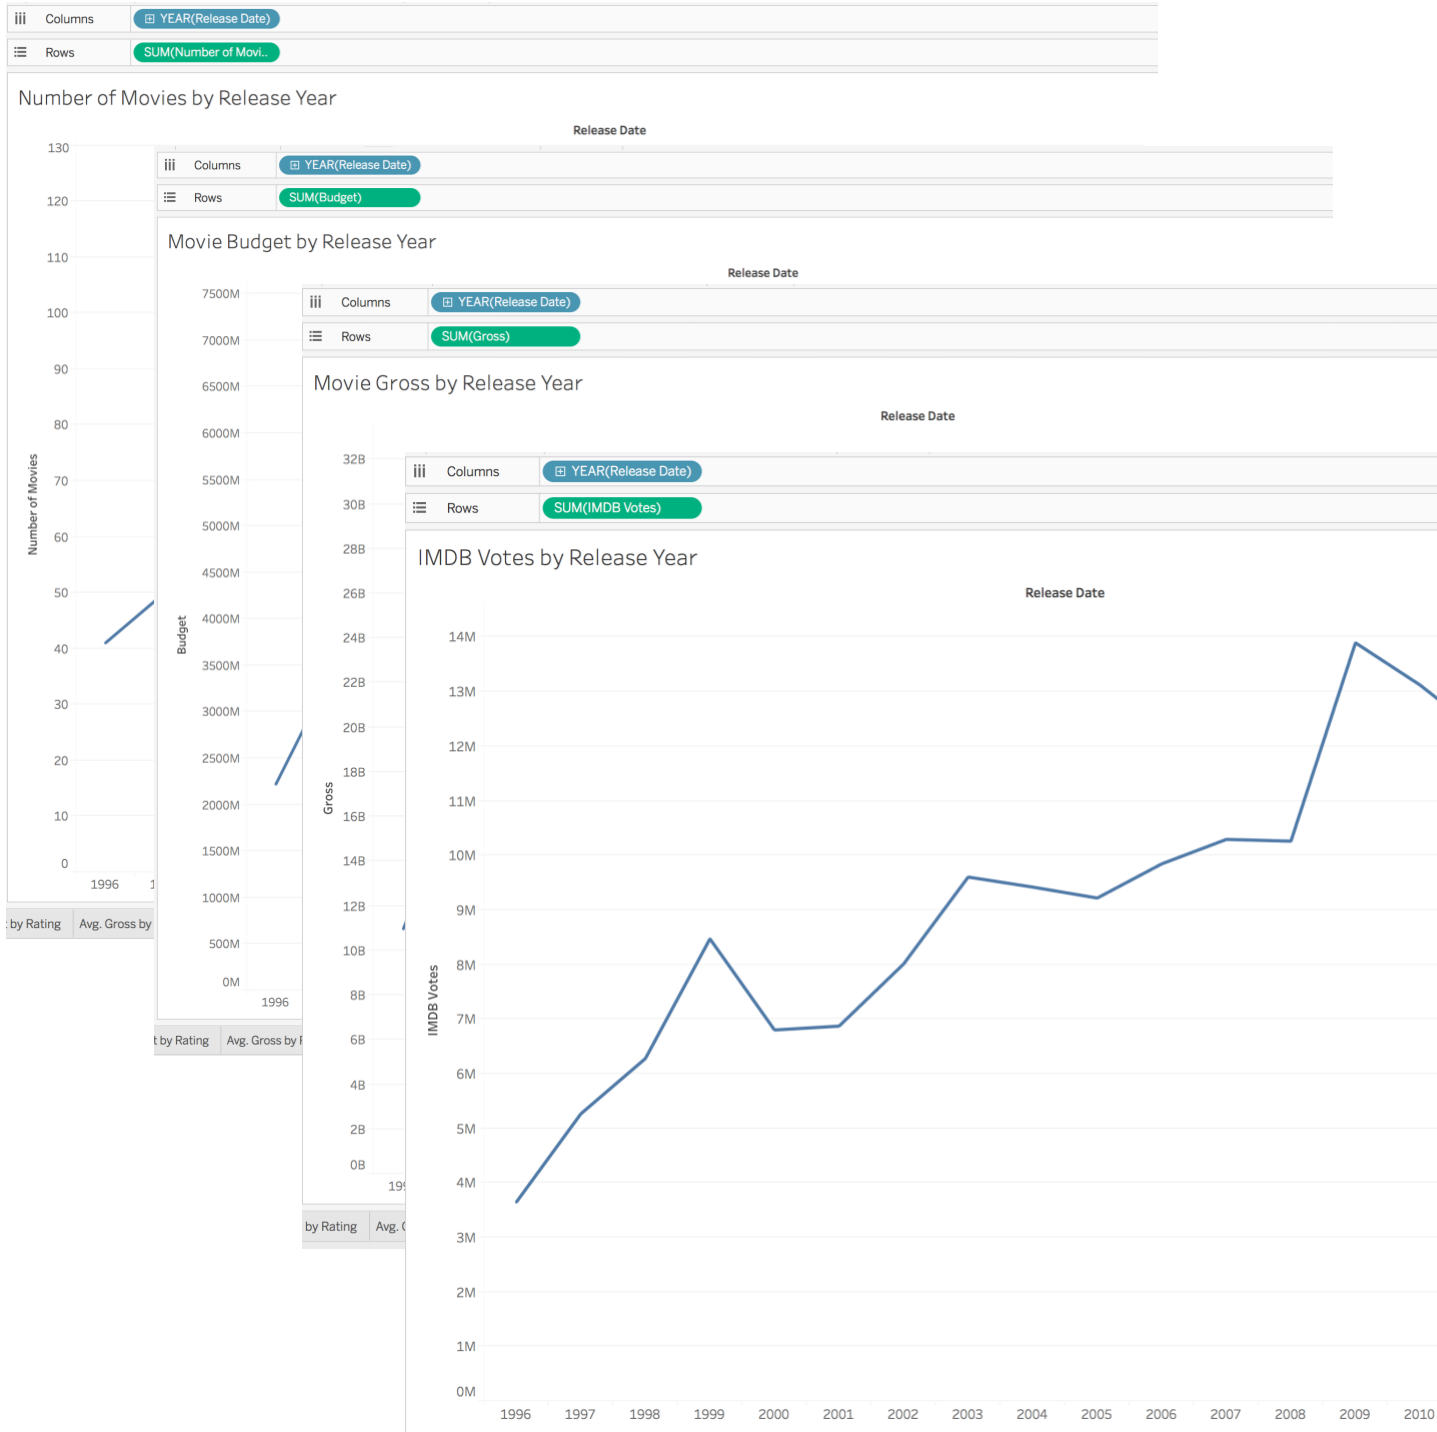 Columns
YEAR(Release Date)
Rows
SUM(Number of Movi..
Number of Movies by Release Year
Release Date
130
120
110
100
90
80
70
60
50
40
30
20
10
0
Number of Movies
1996
by Rating
Avg. Gross by
Columns
YEAR(Release Date)
Rows
SUM(Budget)
Movie Budget by Release Year
Release Date
7500M
7000M
6500M
6000M
5500M
5000M
4500M
4000M
3500M
3000M
2500M
2000M
1500M
1000M
500M
0M
Budget
1996
t by Rating
Avg. Gross by
Columns
YEAR(Release Date)
Rows
SUM(Gross)
Movie Gross by Release Year
Release Date
32B
30B
28B
26B
24B
22B
20B
18B
16B
14B
12B
10B
8B
6B
4B
2B
0B
Gross
199
by Rating
Avg.
Columns
YEAR(Release Date)
Rows
SUM(IMDB Votes)
IMDB Votes by Release Year
Release Date
14M
13M
12M
11M
10M
9M
8M
7M
6M
5M
4M
3M
2M
1M
0M
IMDB Votes
1996 1997 1998 1999 2000 2001 2002 2003 2004 2005 2006 2007 2008 2009 2010